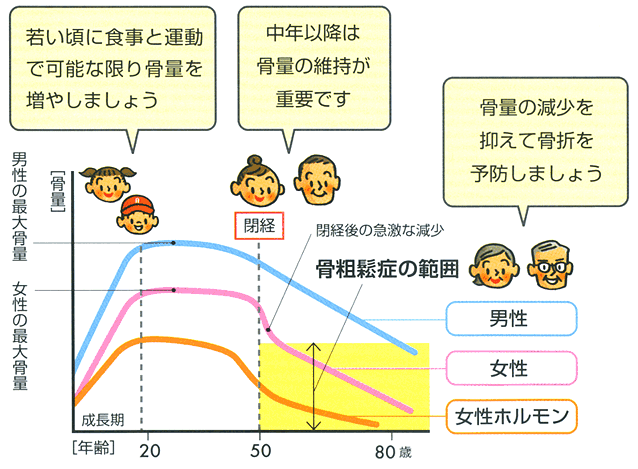 若い頃に食事と運動
で可能な限り骨量を
増やしましょう
中年以降は
骨量の維持が
重要です
骨量の減少を
抑えて骨折を
予防しましょう
男性の最大骨量
[骨量]
閉経
閉経後の急激な減少
骨粗鬆症の範囲
女性の最大骨量
男性
女性
女性ホルモン
成長期
[年齢]
20
50
80歳